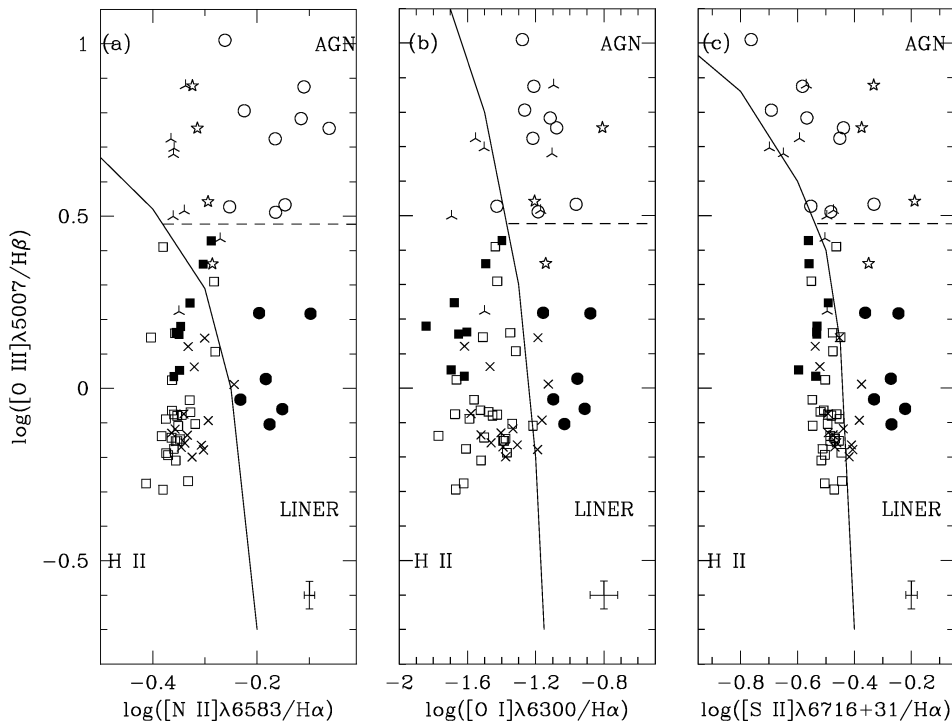 (a) AGN
(b) AGN
(c) AGN
1
0.5
0
−0.5
log([O III]λ5007/Hβ)
LINER
LINER
LINER
H II
H II
H II
−0.4 −0.2
−2 −1.6 −1.2 −0.8
−0.8 −0.6 −0.4 −0.2
log([N II]λ6583/Hα)
log([O I]λ6300/Hα)
log([S II]λ6716+31/Hα)